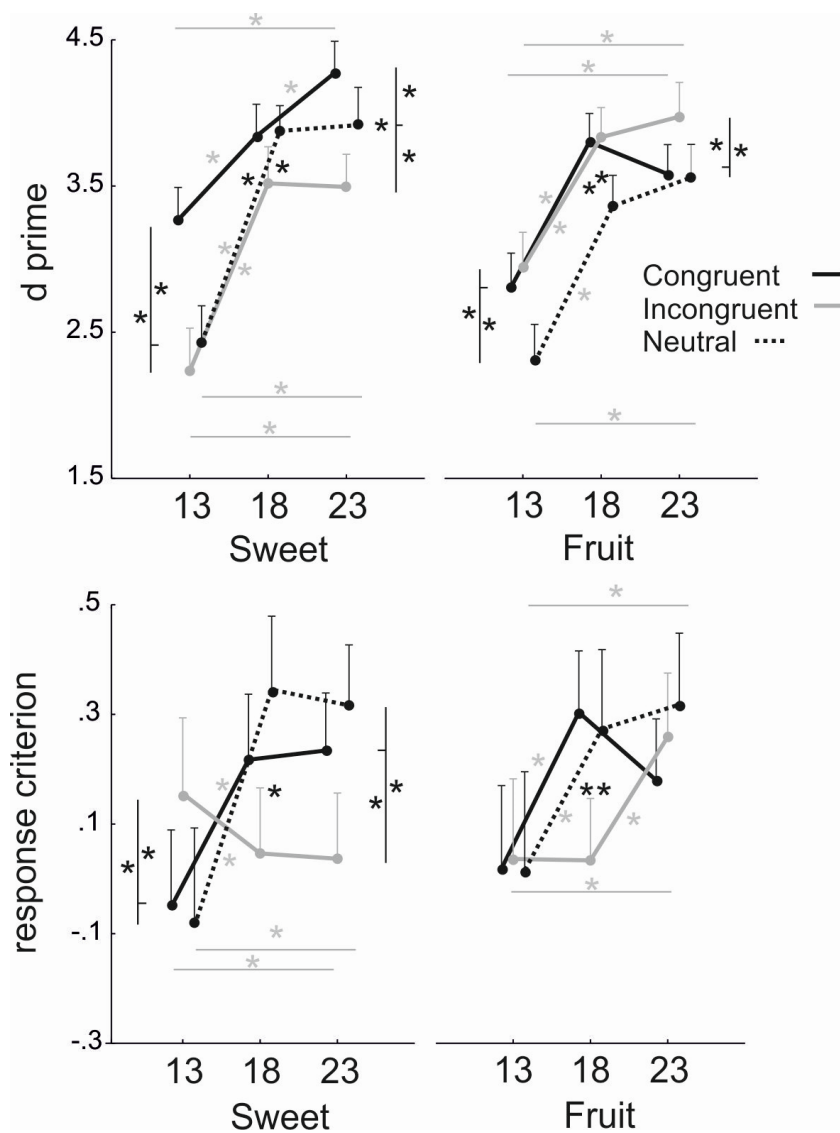 d prime
4.5
3.5
2.5
1.5
13 18 23
Sweet
13 18 23
Fruit
Congruent
Incongruent
Neutral
response criterion
.5
.3
.1
-.1
-.3
13 18 23
Sweet
13 18 23
Fruit